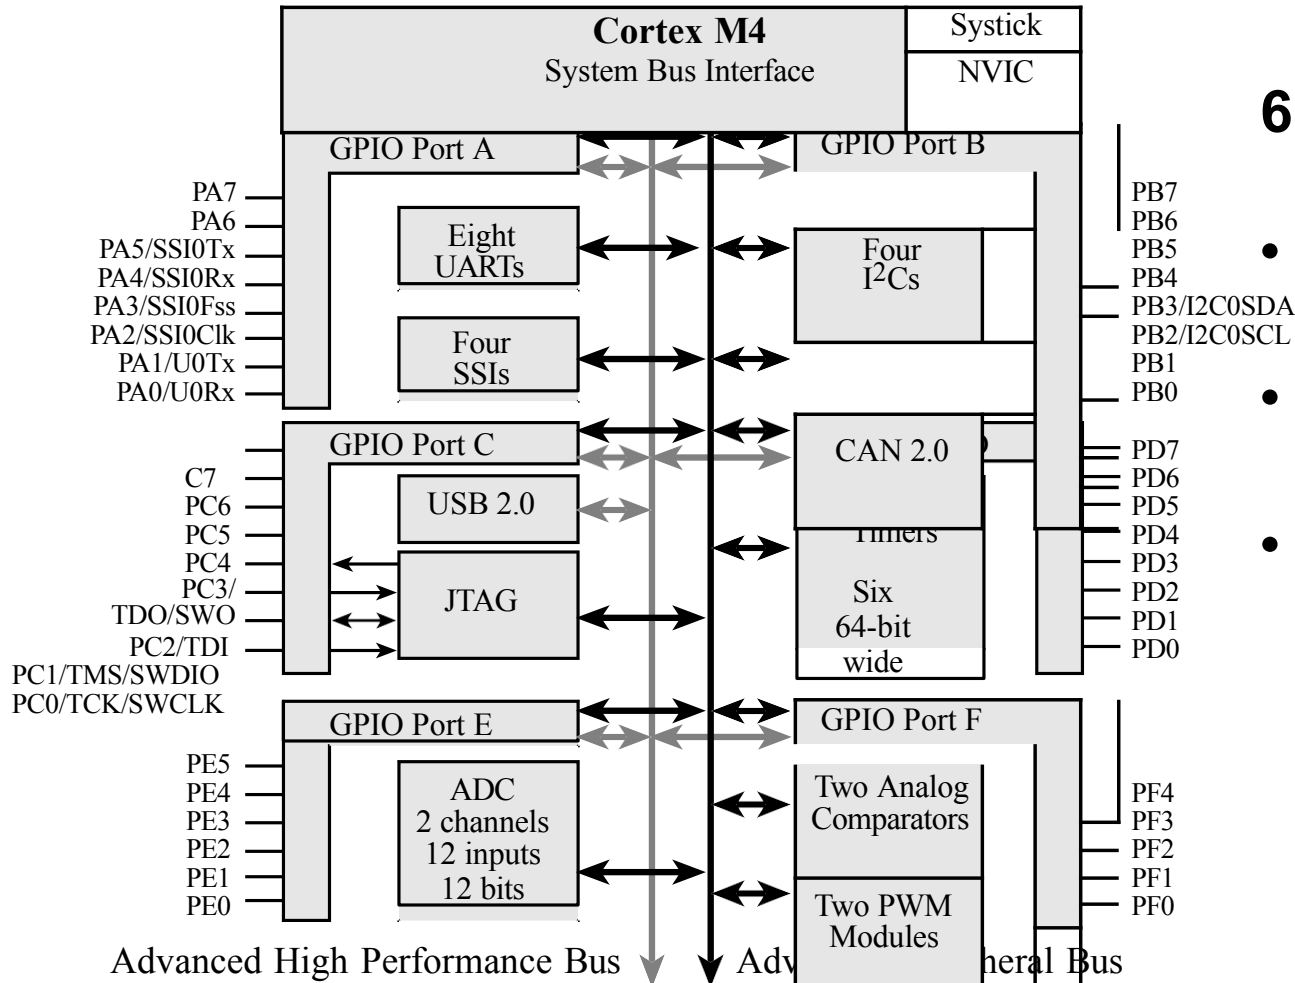 Cortex M4
System Bus Interface
Systick
NVIC
6
GPIO Port A
GPIO Port B
PA7
PA6
PA5/SSI0Tx
PA4/SSI0Rx
PA3/SSI0Fss
PA2/SSI0Clk
PA1/U0Tx
PA0/U0Rx
Eight
UARTs
Four
SSIs
Four
I²Cs
PB7
PB6
PB5
PB4
PB3/I2C0SDA
PB2/I2C0SCL
PB1
PB0
•
•
•
GPIO Port C
C7
PC6
PC5
PC4
PC3/
TDO/SWO
PC2/TDI
PC1/TMS/SWDIO
PC0/TCK/SWCLK
USB 2.0
JTAG
CAN 2.0
Timers
Six
64-bit
wide
PD7
PD6
PD5
PD4
PD3
PD2
PD1
PD0
GPIO Port E
GPIO Port F
PE5
PE4
PE3
PE2
PE1
PE0
ADC
2 channels
12 inputs
12 bits
Two Analog
Comparators
Two PWM
Modules
PF4
PF3
PF2
PF1
PF0
Advanced High Performance Bus
Adv heral Bus